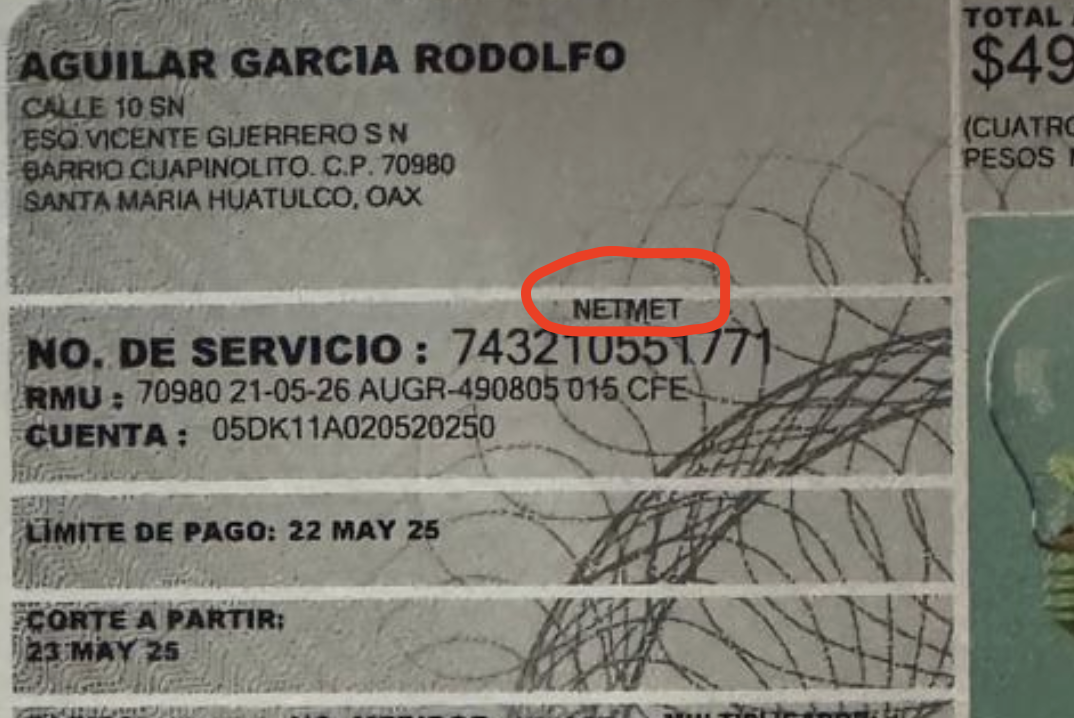 AGUILAR GARCIA RODOLFO
CALLE 10 SN
ESQ.VICENTE GUERRERO S N
BARRIO CUAPINOLITO. C.P. 70980
SANTA MARIA HUATULCO, OAX
TOTAL
$49
(CUATRO
PESOS
NETMET
NO. DE SERVICIO : 743210551771
RMU : 70980 21-05-26 AUGR-490805 015 CFE
CUENTA : 05DK11A020520250
LÍMITE DE PAGO: 22 MAY 25
CORTE A PARTIR:
23 MAY 25